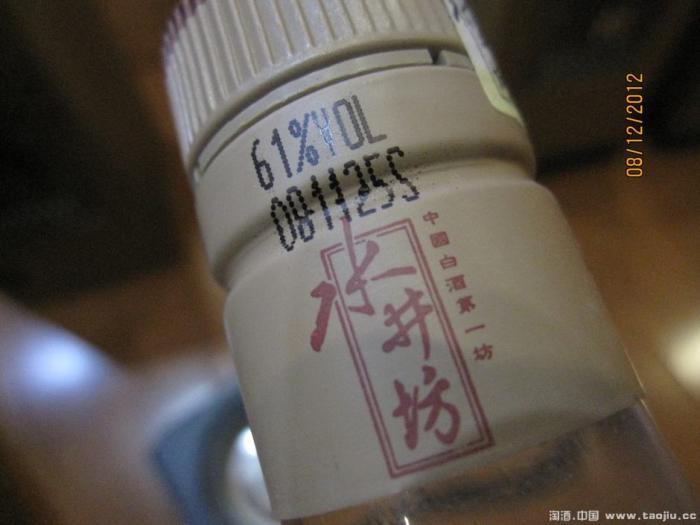 61%VOL
081125S
水井坊
中國白酒第一坊
08/12/2012
淘酒.中国 www.taojiu.cc